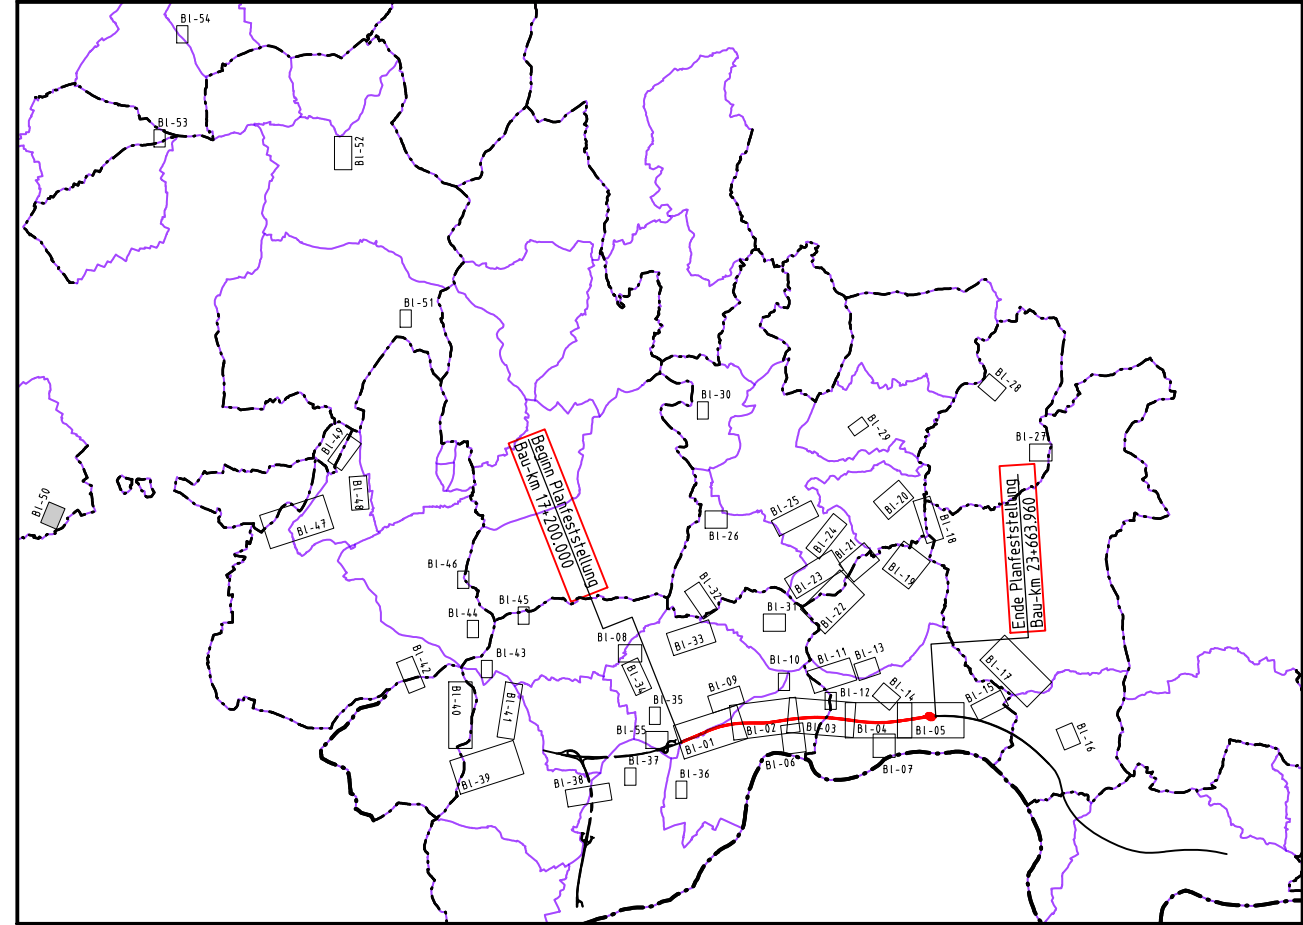 Bl-54
Bl-53
Bl-52
Bl-51
Bl-30
Bl-28
Bl-29
Bl-27
Bl-49
Bl-48
Bl-50
Bl-47
Beginn Planfeststellung
Bau-km 17+200.000
Ende Planfeststellung
Bau-km 23+663.960
Bl-20
Bl-25
Bl-18
Bl-26
Bl-24
Bl-21
Bl-19
Bl-23
Bl-22
Bl-46
Bl-45
Bl-44
Bl-32
Bl-31
Bl-33
Bl-08
Bl-34
Bl-43
Bl-42
Bl-10
Bl-11
Bl-13
Bl-17
Bl-09
Bl-12
Bl-14
Bl-15
Bl-40
Bl-41
Bl-35
Bl-55
Bl-01
Bl-02
Bl-03
Bl-04
Bl-05
Bl-16
Bl-06
Bl-07
Bl-39
Bl-38
Bl-37
Bl-36